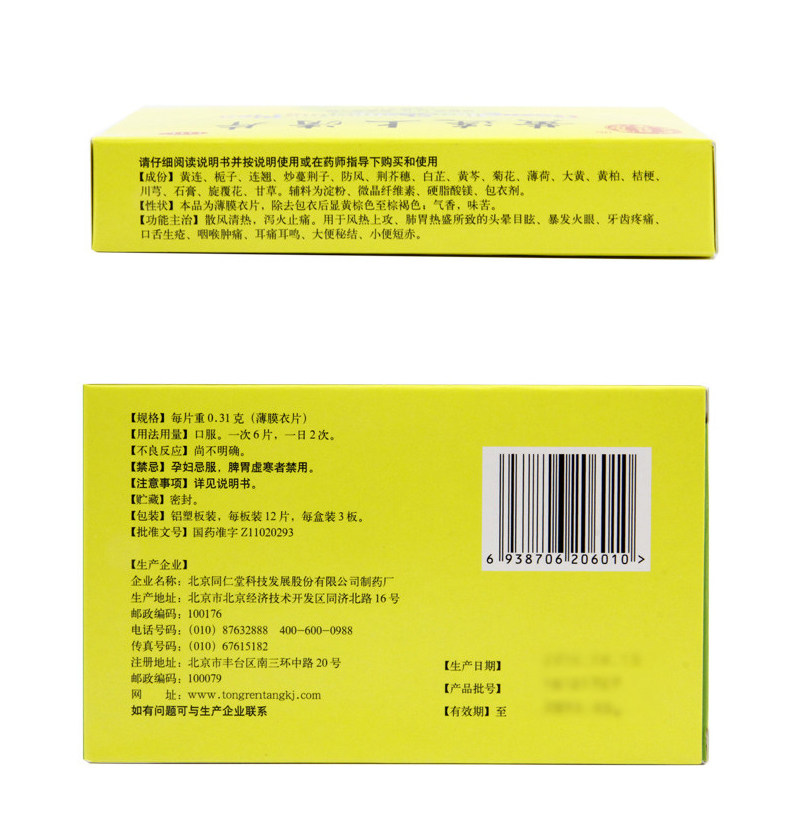 黄连上清片
请仔细阅读说明书并按说明使用或在药师指导下购买和使用
【成份】黄连、栀子、连翘、炒蔓荆子、防风、荆芥穗、白芷、黄芩、菊花、薄荷、大黄、黄柏、桔梗、
川芎、石膏、旋覆花、甘草。辅料为淀粉、微晶纤维素、硬脂酸镁、包衣剂。
【性状】本品为薄膜衣片，除去包衣后显黄棕色至棕褐色；气香，味苦。
【功能主治】散风清热，泻火止痛。用于风热上攻、肺胃热盛所致的头晕目眩、暴发火眼、牙齿疼痛、
口舌生疮、咽喉肿痛、耳痛耳鸣、大便秘结、小便短赤。
【规格】每片重0.31克（薄膜衣片）
【用法用量】口服。一次6片，一日2次。
【不良反应】尚不明确。
【禁忌】孕妇忌服，脾胃虚寒者禁用。
【注意事项】详见说明书。
【贮藏】密封。
【包装】铝塑板装，每板装12片，每盒装3板。
【批准文号】国药准字Z11020293
6 938706 206010 >
【生产企业】
企业名称：北京同仁堂科技发展股份有限公司制药厂
生产地址：北京市北京经济技术开发区同济北路16号
邮政编码：100176
电话号码：（010）87632888 400-600-0988
传真号码：（010）67615182
注册地址：北京市丰台区南三环中路20号
邮政编码：100079
网 址：www.tongrentangkj.com
如有问题可与生产企业联系
【生产日期】
【产品批号】
【有效期】至